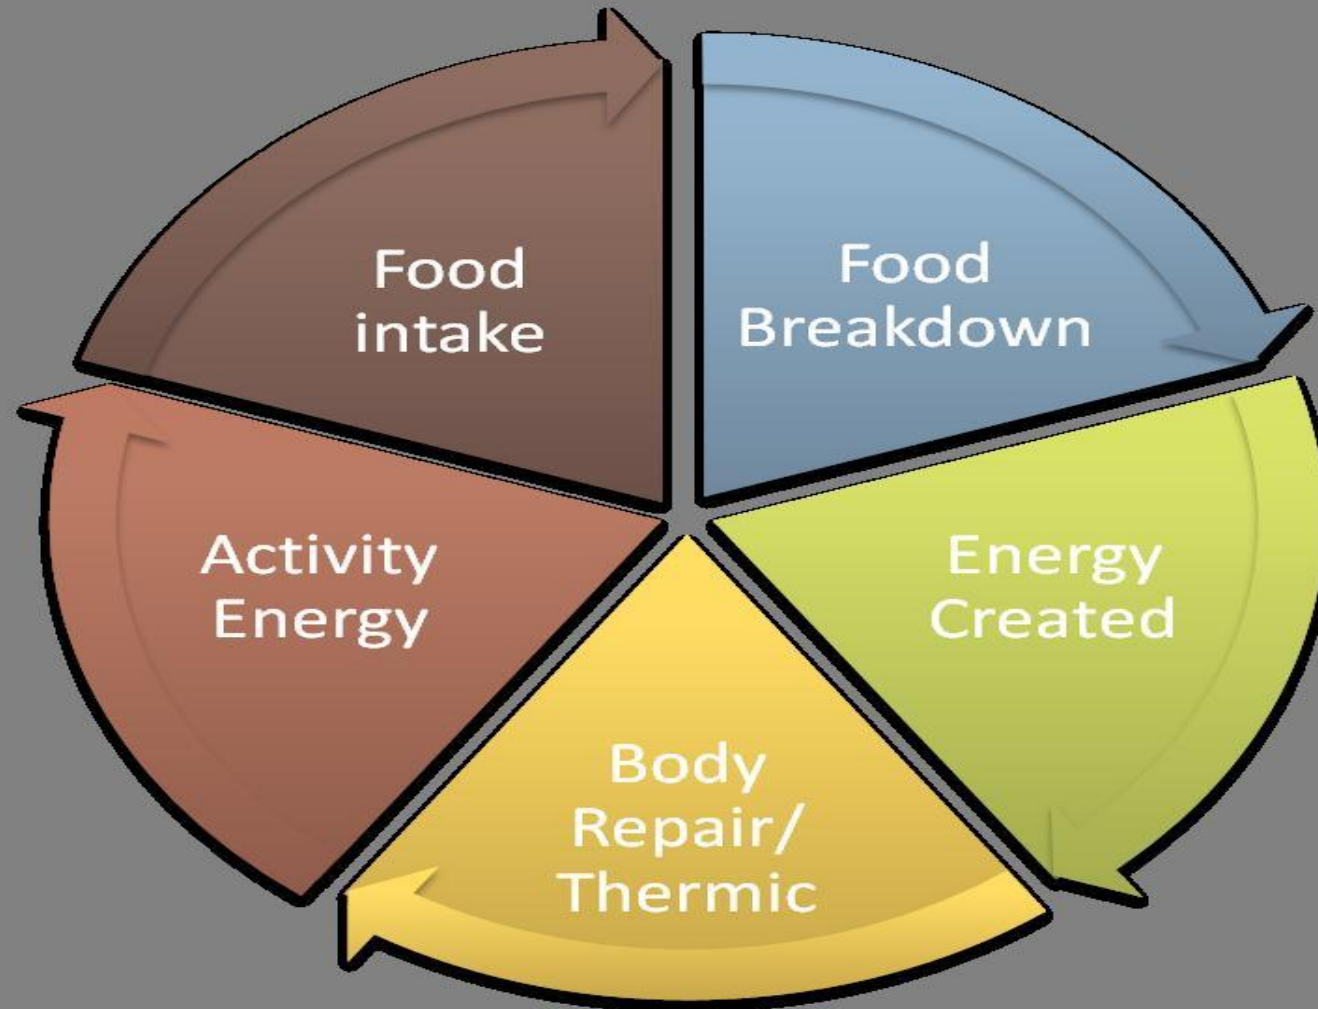 Food
intake
Food
Breakdown
Energy
Created
Body
Repair/
Thermic
Activity
Energy